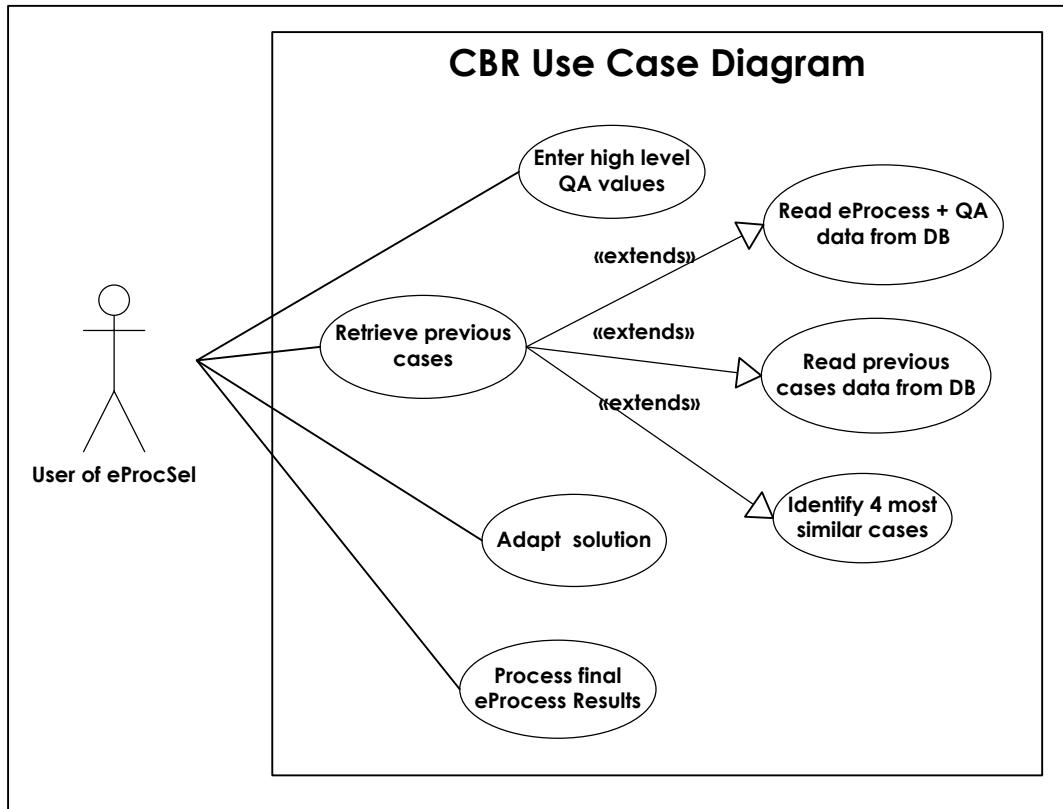 CBR Use Case Diagram
Enter high level
QA values
Read eProcess + QA
data from DB
«extends»
Retrieve previous
cases
«extends»
Read previous
cases data from DB
«extends»
User of eProcSel
Identify 4 most
similar cases
Adapt solution
Process final
eProcess Results